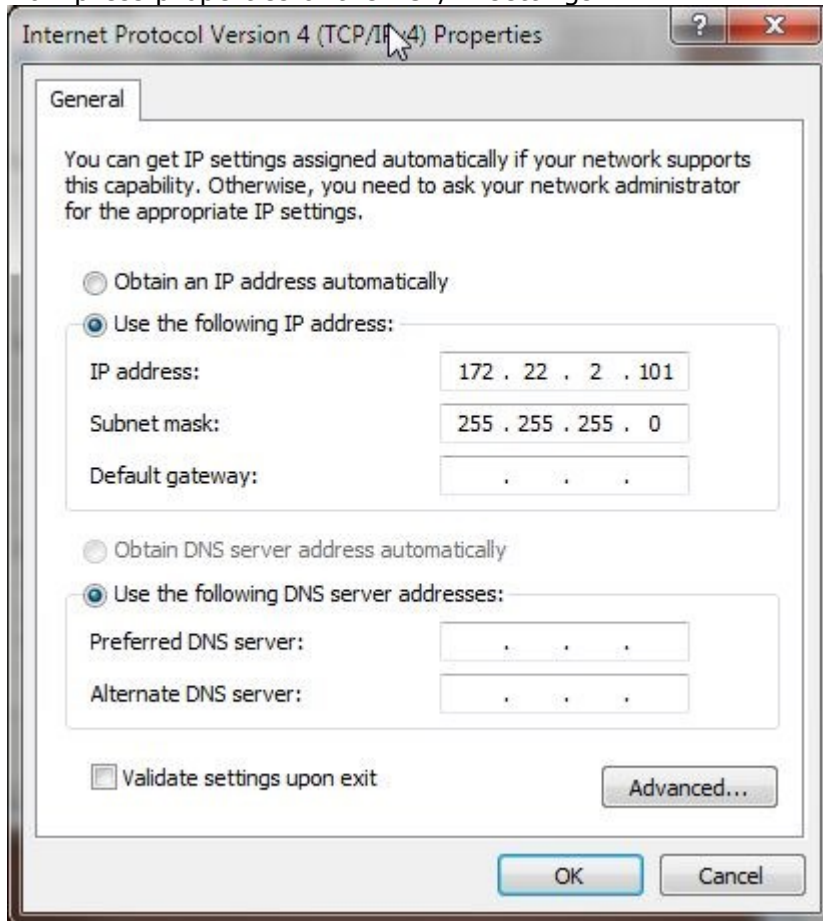 Internet Protocol Version 4 (TCP/IPv4) Properties
General
You can get IP settings assigned automatically if your network supports
this capability. Otherwise, you need to ask your network administrator
for the appropriate IP settings.
Obtain an IP address automatically
Use the following IP address:
IP address: 172 . 22 . 2 . 101
Subnet mask: 255 . 255 . 255 . 0
Default gateway: . . .
Obtain DNS server address automatically
Use the following DNS server addresses:
Preferred DNS server: . . .
Alternate DNS server: . . .
Validate settings upon exit
Advanced...
OK Cancel